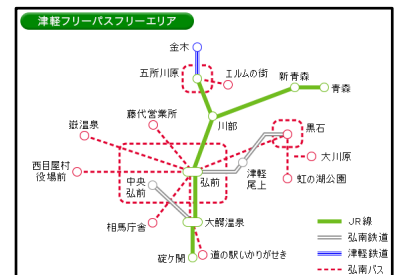 津軽フリーパスフリーエリア
金木
五所川原
エルムの街
新青森
青森
藤代営業所
川部
嶽温泉
黒石
大川原
西目屋村
役場前
中央
弘前
弘前
津軽
尾上
虹の湖公園
相馬庁舎
大鰐温泉
碇ケ関
道の駅いかりがせき
JR線
弘南鉄道
津軽鉄道
弘南バス